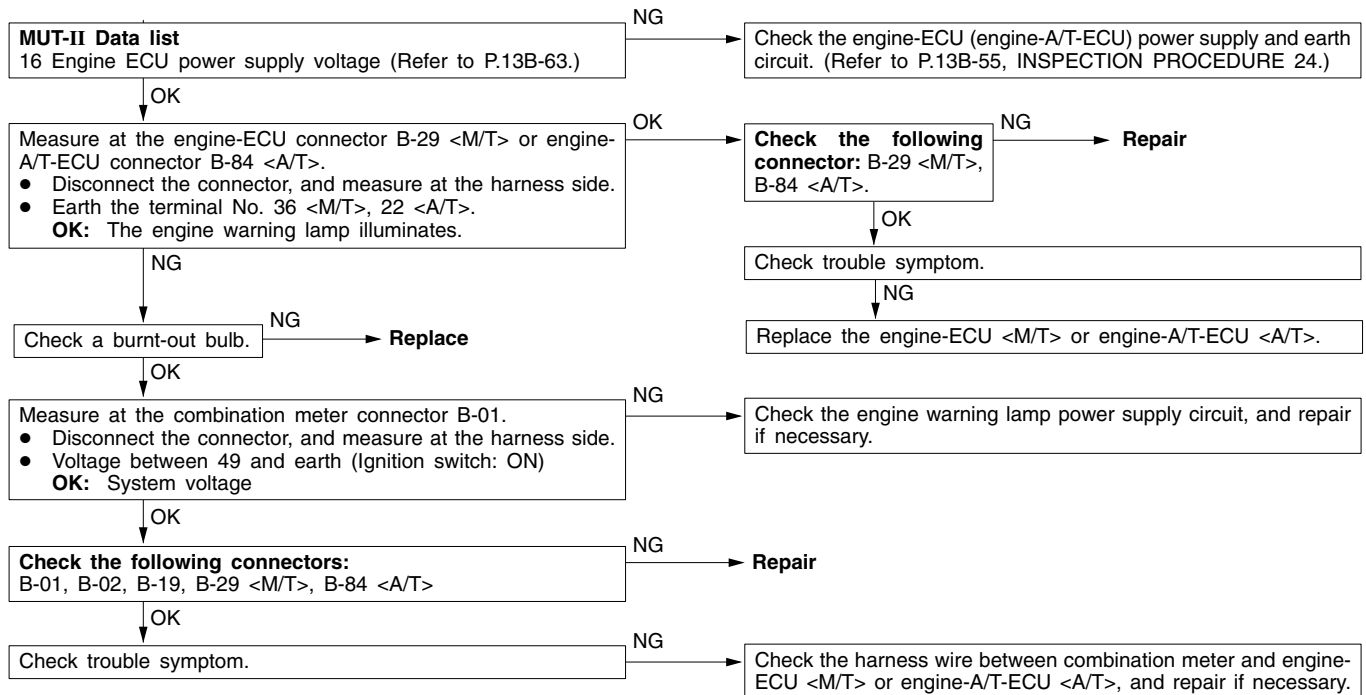 NG
MUT-II Data list
16 Engine ECU power supply voltage (Refer to P.13B-63.)
Check the engine-ECU (engine-A/T-ECU) power supply and earth
circuit. (Refer to P.13B-55, INSPECTION PROCEDURE 24.)
OK
Measure at the engine-ECU connector B-29 <M/T> or engine-
A/T-ECU connector B-84 <A/T>.
● Disconnect the connector, and measure at the harness side.
● Earth the terminal No. 36 <M/T>, 22 <A/T>.
OK: The engine warning lamp illuminates.
OK
Check the following
connector: B-29 <M/T>,
B-84 <A/T>.
NG
Repair
OK
Check trouble symptom.
NG
Replace the engine-ECU <M/T> or engine-A/T-ECU <A/T>.
NG
Check a burnt-out bulb.
NG
Replace
OK
Measure at the combination meter connector B-01.
● Disconnect the connector, and measure at the harness side.
● Voltage between 49 and earth (Ignition switch: ON)
OK: System voltage
NG
Check the engine warning lamp power supply circuit, and repair
if necessary.
OK
Check the following connectors:
B-01, B-02, B-19, B-29 <M/T>, B-84 <A/T>
NG
Repair
OK
Check trouble symptom.
NG
Check the harness wire between combination meter and engine-
ECU <M/T> or engine-A/T-ECU <A/T>, and repair if necessary.